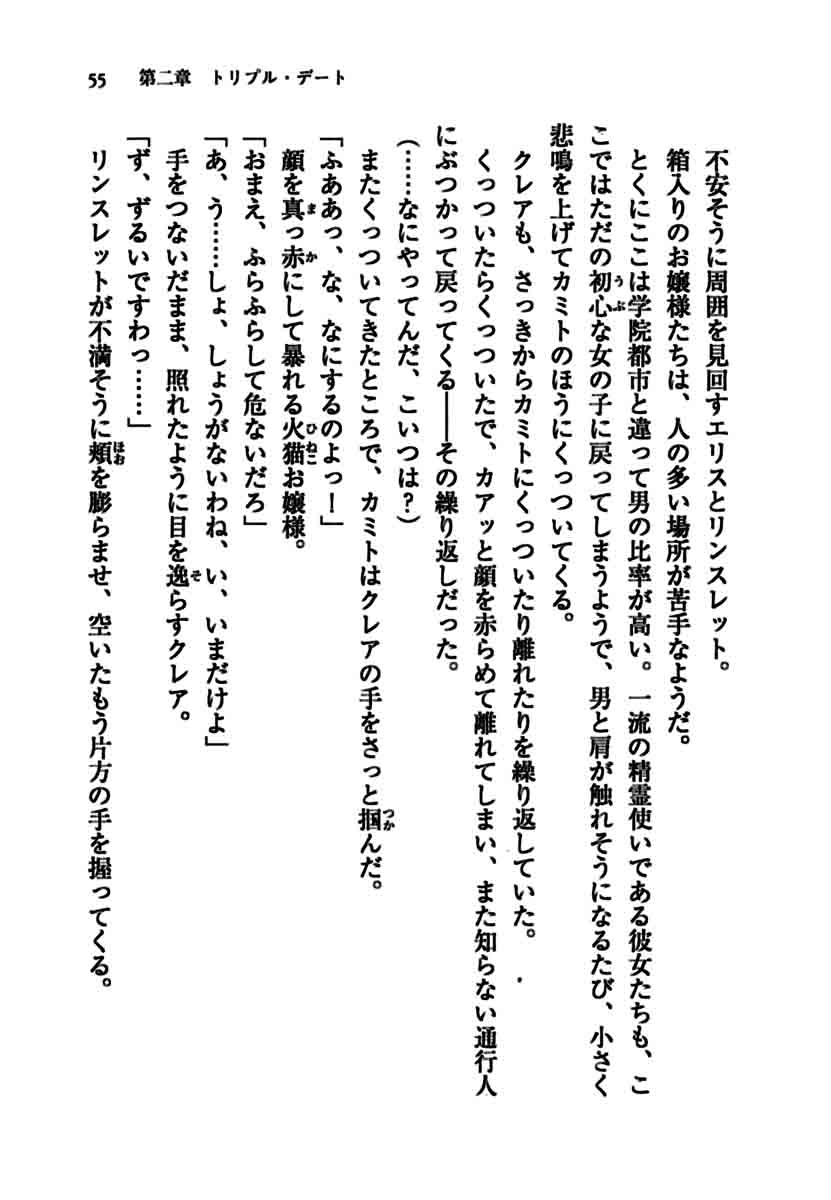 55　第二章　トリプル・デート
不安そうに周囲を見回すエリスとリンスレット。
箱入りのお嬢様たちは、人の多い場所が苦手なようだ。
とくにここは学院都市と違って男の比率が高い。一流の精霊使いである彼女たちも、こ
こではただの初心な女の子に戻ってしまうようで、男と肩が触れそうになるたび、小さく
悲鳴を上げてカミトのほうにくっついてくる。
クレアも、さっきからカミトにくっついたり離れたりを繰り返していた。
くっついたらくっついたで、カアッと顔を赤らめて離れてしまい、また知らない通行人
にぶつかって戻ってくる――その繰り返しだった。
(……なにやってんだ、こいつは？)
またくっついてきたところで、カミトはクレアの手をさっと掴んだ。
「ふああっ、な、なにするのよっ！」
顔を真っ赤にして暴れる火猫お嬢様。
「おまえ、ふらふらして危ないだろ」
「あ、う……しょ、しょうがないわね、い、いまだけよ」
手をつないだまま、照れたように目を逸らすクレア。
「ず、ずるいですわっ……」
リンスレットが不満そうに頬を膨らませ、空いたもう片方の手を握ってくる。